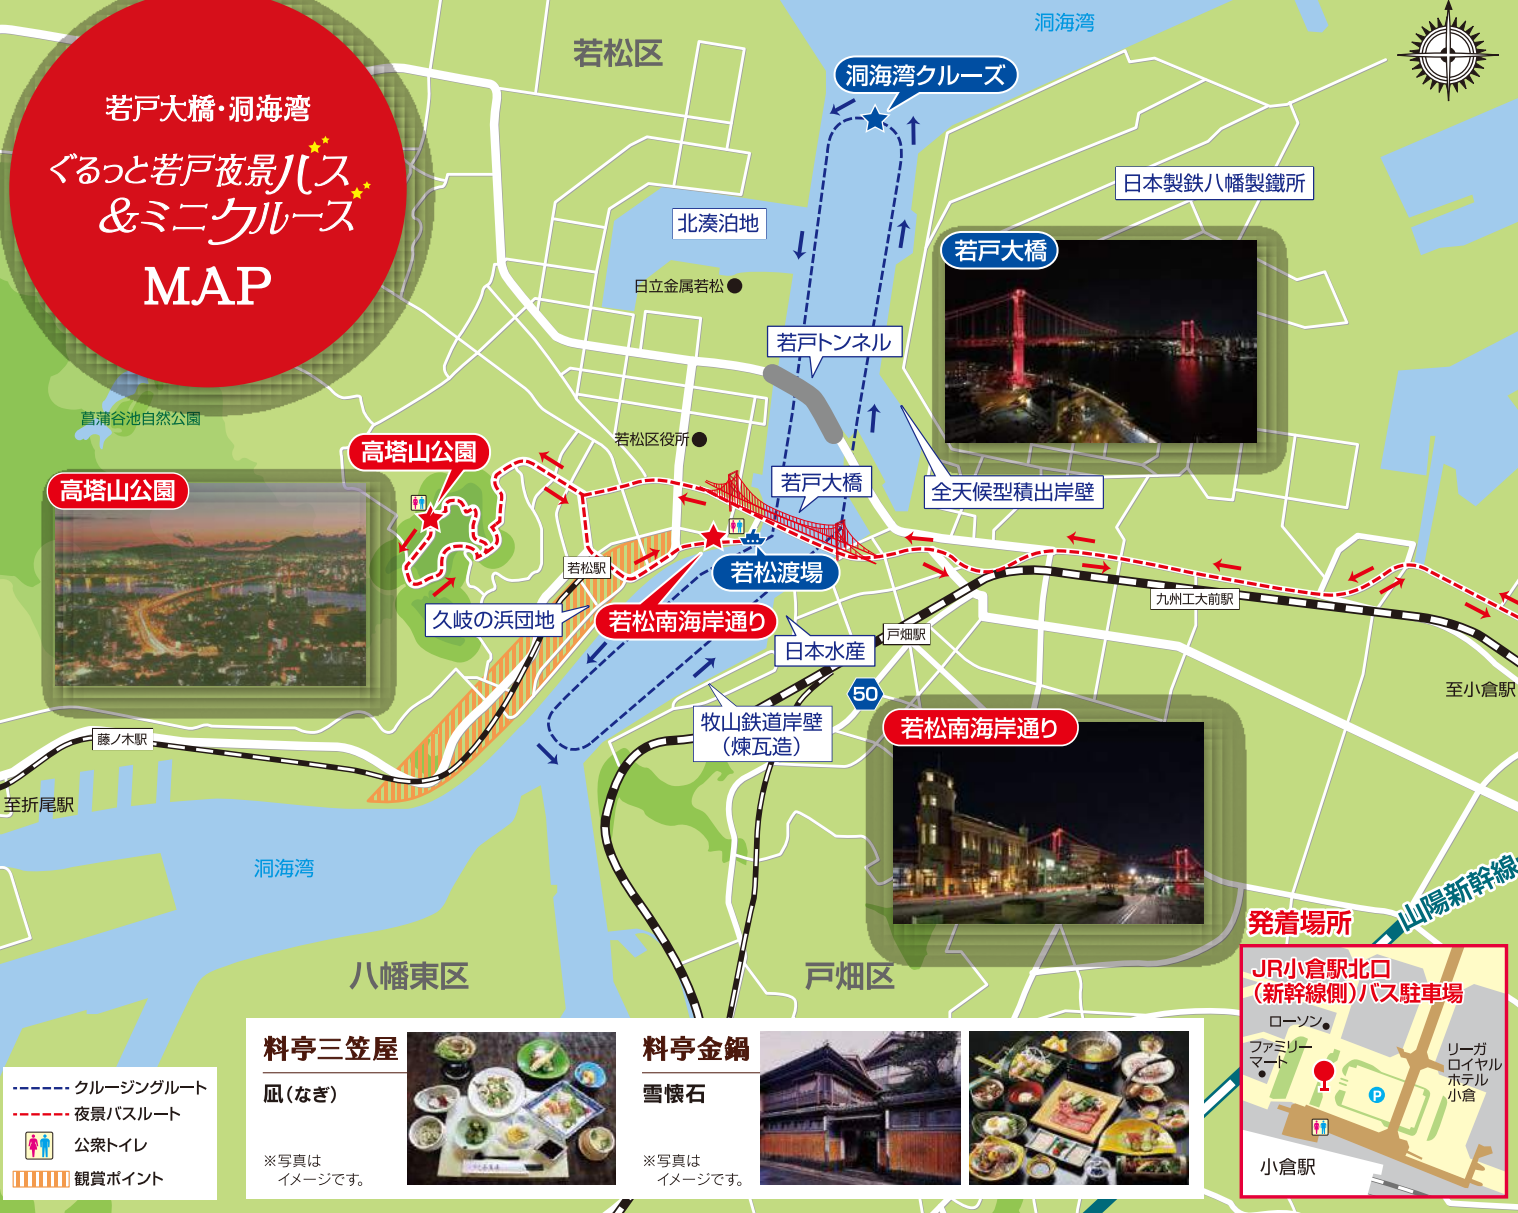 若戸大橋・洞海湾
ぐるっと若戸夜景バス
&ミニクルーズ
MAP
若松区
洞海湾
洞海湾クルーズ
日本製鉄八幡製鐵所
北湊泊地
若戸大橋
日立金属若松
若戸トンネル
菖蒲谷池自然公園
若松区役所
高塔山公園
高塔山公園
若戸大橋
全天候型積出岸壁
若松駅
若松渡場
九州工大前駅
久岐の浜団地
若松南海岸通り
戸畑駅
日本水産
至小倉駅
50
牧山鉄道岸壁
(煉瓦造)
若松南海岸通り
藤ノ木駅
至折尾駅
洞海湾
山陽新幹線
発着場所
八幡東区
戸畑区
JR小倉駅北口
(新幹線側)バス駐車場
ローソン
ファミリー
マート
リーガ
ロイヤル
ホテル
小倉
P
小倉駅
クルージングルート
夜景バスルート
公衆トイレ
観賞ポイント
料亭三笠屋
凪(なぎ)
※写真は
イメージです。
料亭金鍋
雪懐石
※写真は
イメージです。